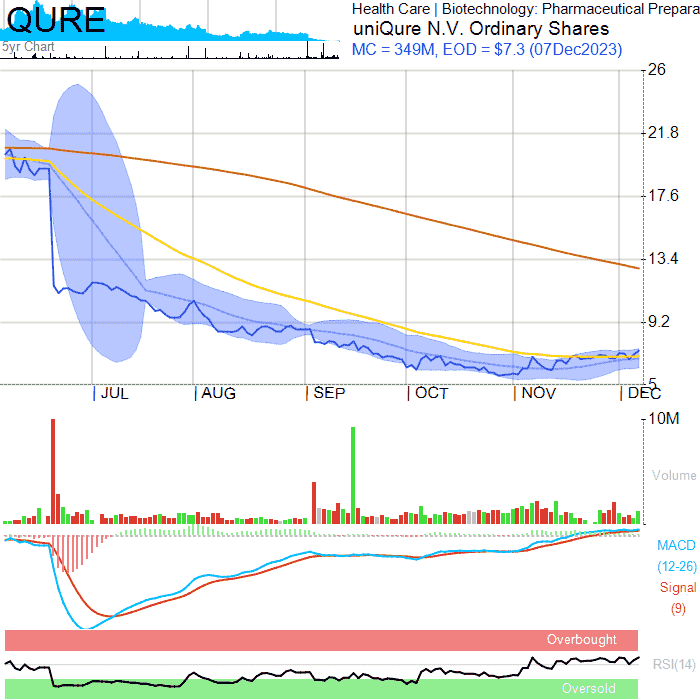 QURE
Health Care | Biotechnology: Pharmaceutical Prepara
uniQure N.V. Ordinary Shares
5yr Chart
MC = 349M, EOD = $7.3 (07Dec2023)
26
21.8
17.6
13.4
9.2
5
JUL
AUG
SEP
OCT
NOV
DEC
10M
Volume
MACD
(12-26)
Signal
(9)
Overbought
RSI(14)
Oversold